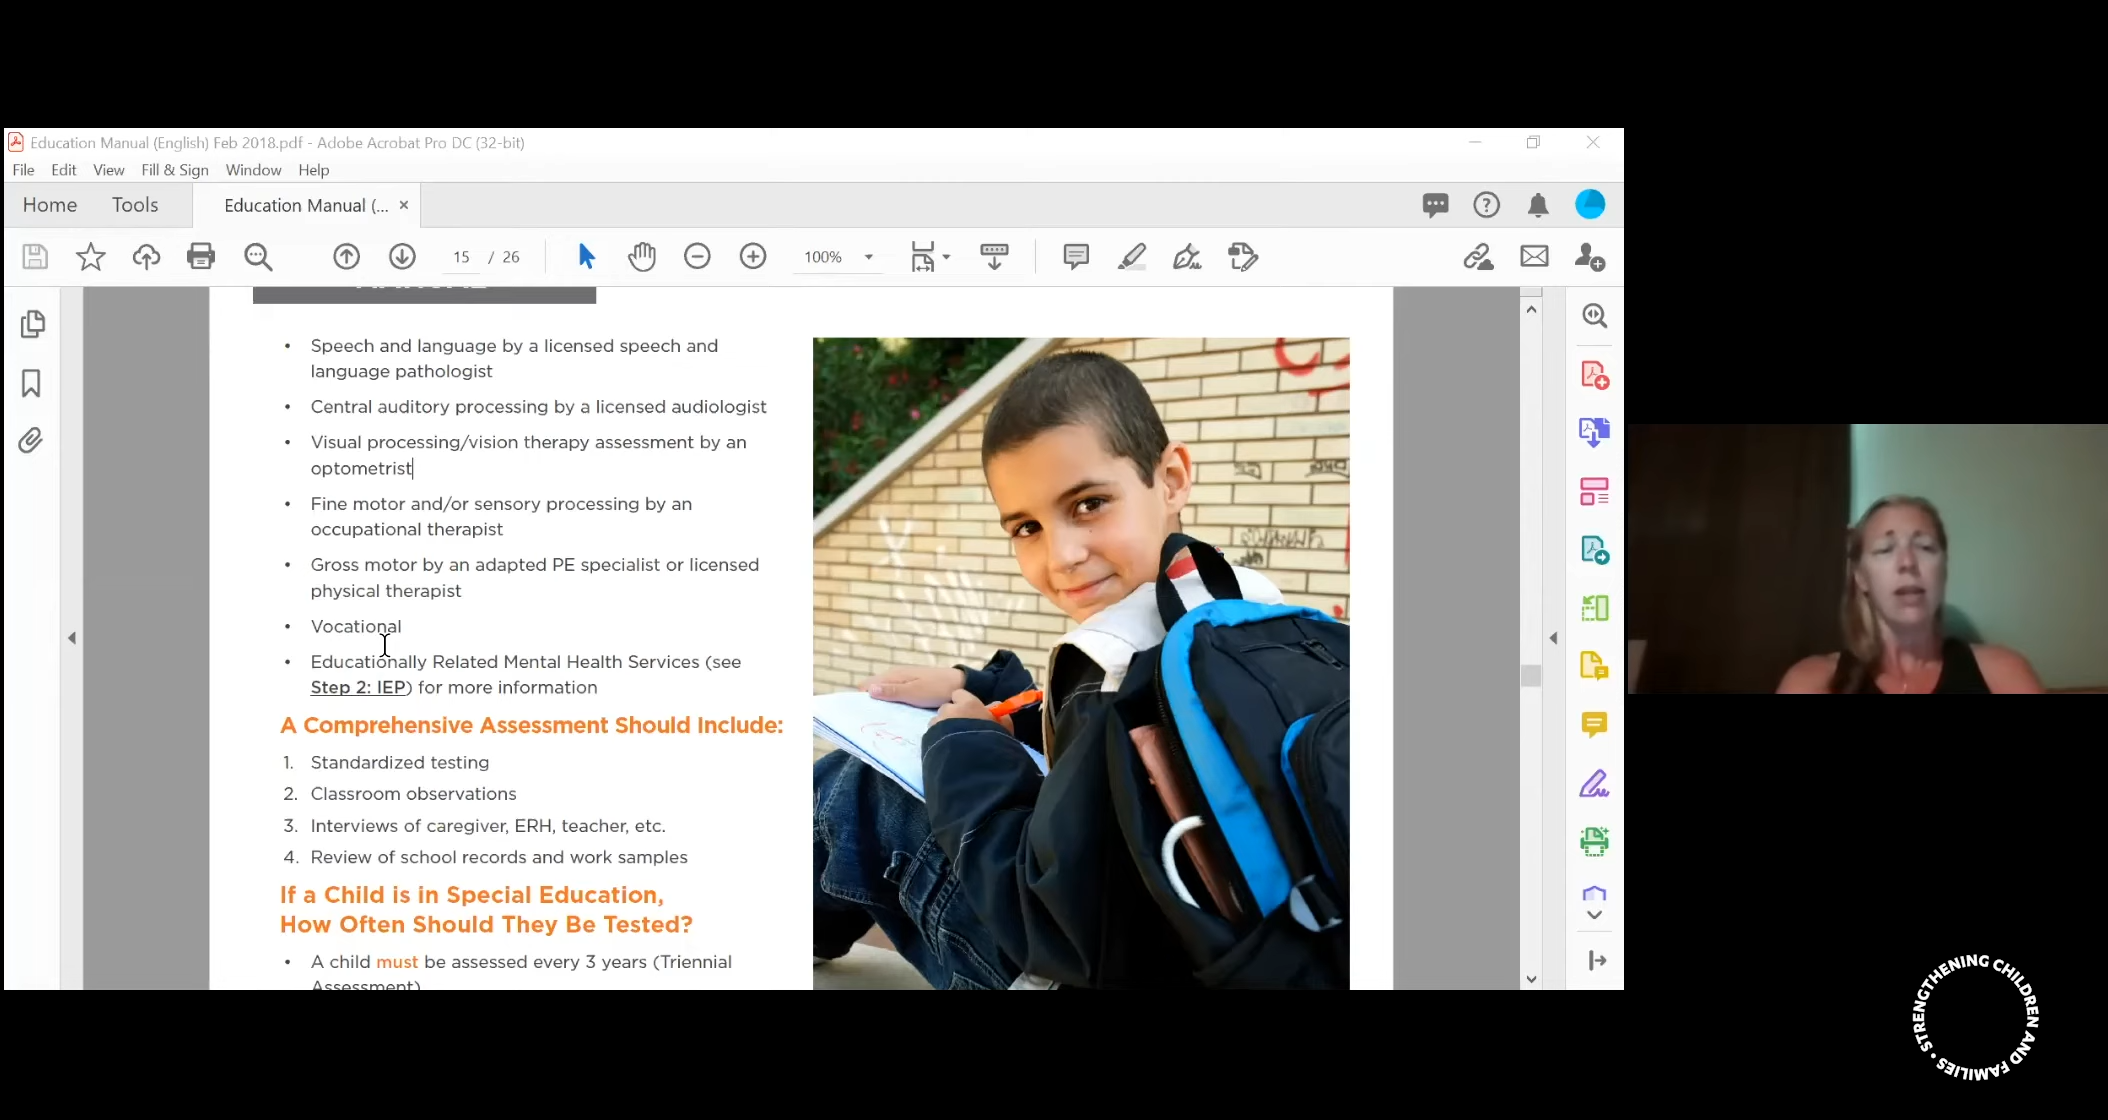 Education Manual (English) Feb 2018.pdf - Adobe Acrobat Pro DC (32-bit)
File Edit View Fill & Sign Window Help
Home Tools Education Manual (... ×
15 / 26 100%
• Speech and language by a licensed speech and
language pathologist
• Central auditory processing by a licensed audiologist
• Visual processing/vision therapy assessment by an
optometrist
• Fine motor and/or sensory processing by an
occupational therapist
• Gross motor by an adapted PE specialist or licensed
physical therapist
• Vocational
• Educationally Related Mental Health Services (see
Step 2: IEP) for more information
A Comprehensive Assessment Should Include:
1. Standardized testing
2. Classroom observations
3. Interviews of caregiver, ERH, teacher, etc.
4. Review of school records and work samples
If a Child is in Special Education,
How Often Should They Be Tested?
• A child must be assessed every 3 years (Triennial
Assessment)
STRENGTHENING CHILDREN AND FAMILIES •